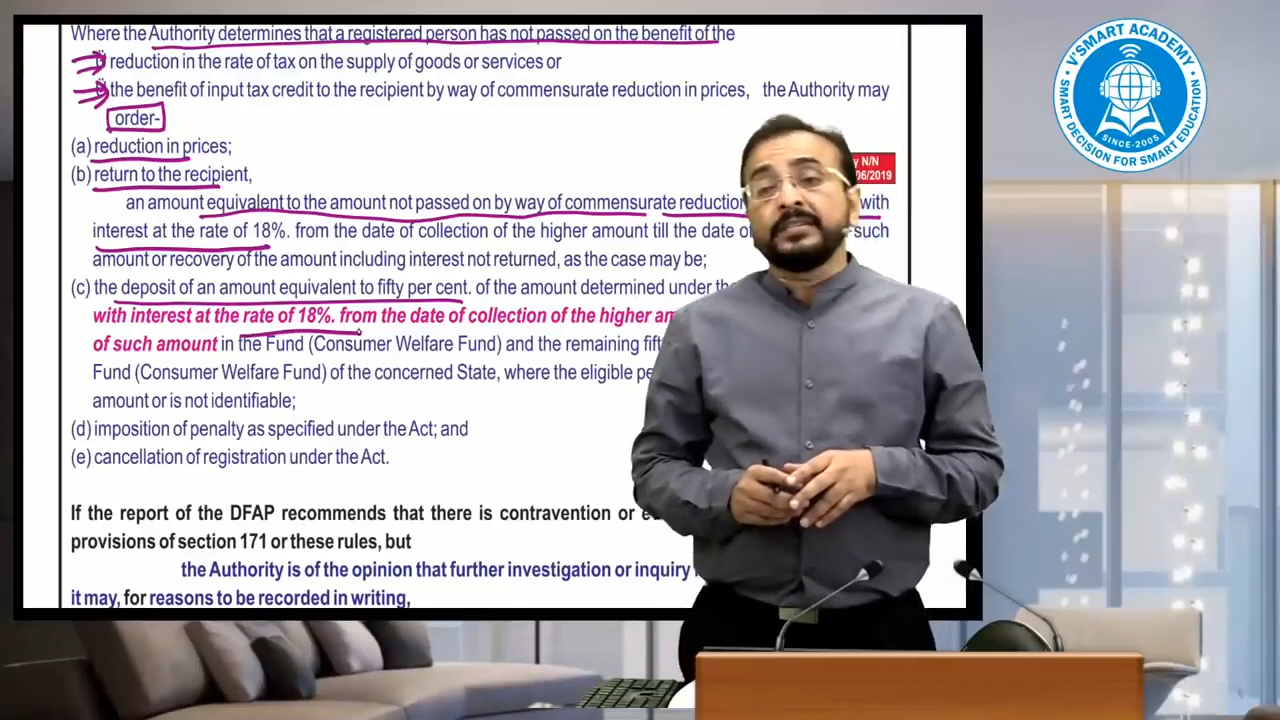 Where the Authority determines that a registered person has not passed on the benefit of the
reduction in the rate of tax on the supply of goods or services or
the benefit of input tax credit to the recipient by way of commensurate reduction in prices, the Authority may
order-
(a) reduction in prices;
(b) return to the recipient,
y N/N
06/2019
an amount equivalent to the amount not passed on by way of commensurate reduction with
interest at the rate of 18%. from the date of collection of the higher amount till the date of such
amount or recovery of the amount including interest not returned, as the case may be;
(c) the deposit of an amount equivalent to fifty per cent. of the amount determined under the
with interest at the rate of 18%. from the date of collection of the higher am
of such amount in the Fund (Consumer Welfare Fund) and the remaining fift
Fund (Consumer Welfare Fund) of the concerned State, where the eligible pe
amount or is not identifiable;
(d) imposition of penalty as specified under the Act; and
(e) cancellation of registration under the Act.
If the report of the DFAP recommends that there is contravention or e
provisions of section 171 or these rules, but
the Authority is of the opinion that further investigation or inquiry
it may, for reasons to be recorded in writing,
V'SMART ACADEMY
SINCE-2005
SMART DECISION FOR SMART EDUCATION